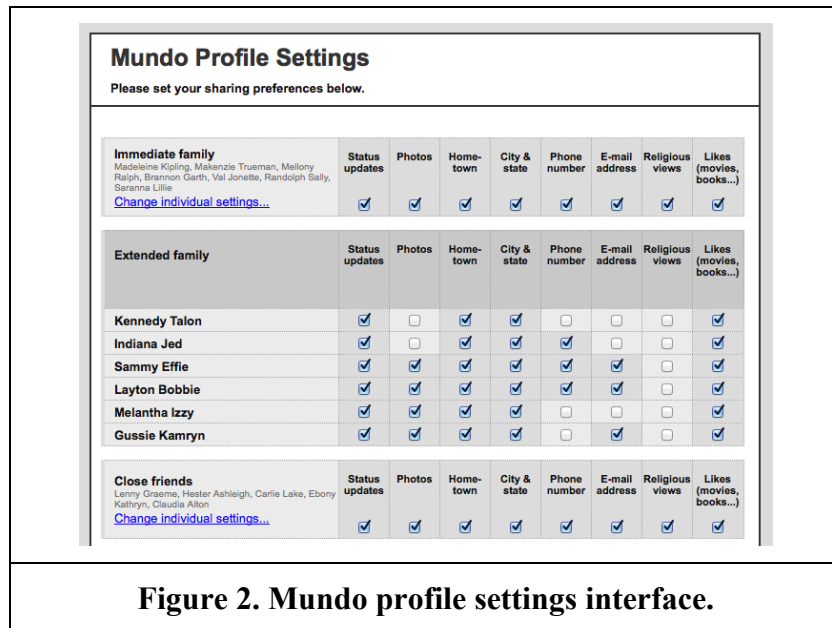 Mundo Profile Settings
Please set your sharing preferences below.
Immediate family
Madeleine Kipling, Makenzie Trueman, Mellony
Ralph, Brannon Garth, Val Jonette, Randolph Sally,
Saranna Lillie
Change individual settings...
Status updates
Photos
Home-town
City & state
Phone number
E-mail address
Religious views
Likes (movies, books...)
Extended family
Status updates
Photos
Home-town
City & state
Phone number
E-mail address
Religious views
Likes (movies, books...)
Kennedy Talon
Indiana Jed
Sammy Effie
Layton Bobbie
Melantha Izzy
Gussie Kamryn
Close friends
Lenny Graeme, Hester Ashleigh, Carlie Lake, Ebony
Kathryn, Claudia Alton
Change individual settings...
Status updates
Photos
Home-town
City & state
Phone number
E-mail address
Religious views
Likes (movies, books...)
Figure 2. Mundo profile settings interface.